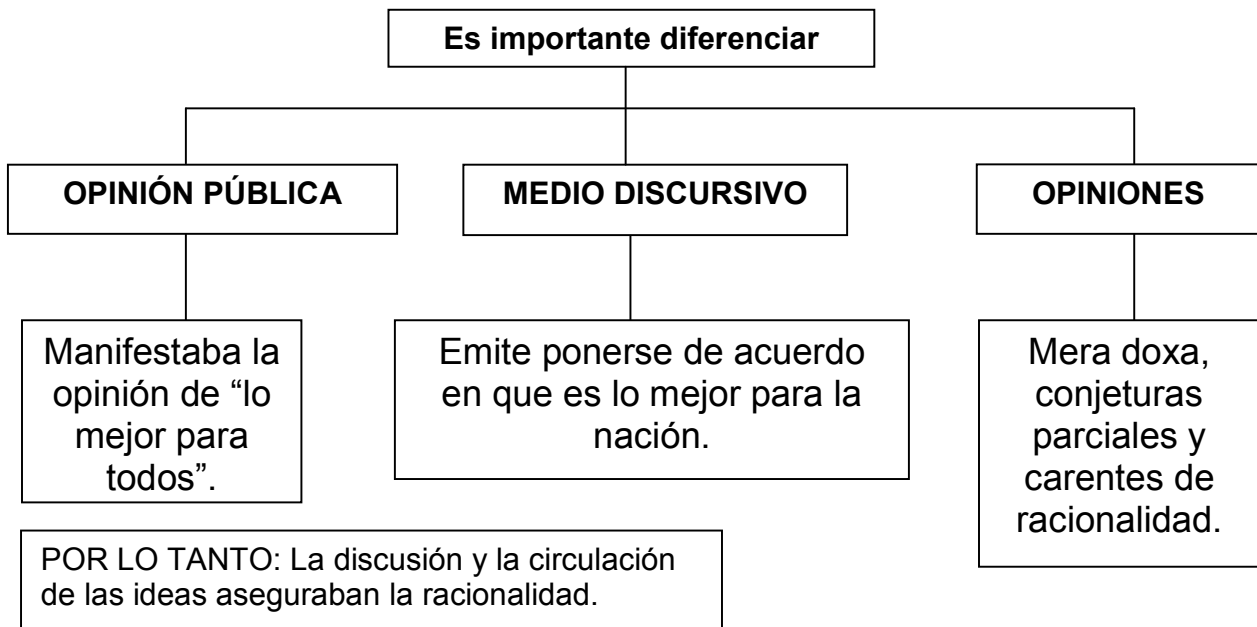 Es importante diferenciar
OPINIÓN PÚBLICA
MEDIO DISCURSIVO
OPINIONES
Manifestaba la
opinión de “lo
mejor para
todos”.
Emite ponerse de acuerdo
en que es lo mejor para la
nación.
Mera doxa,
conjeturas
parciales y
carentes de
racionalidad.
POR LO TANTO: La discusión y la circulación
de las ideas aseguraban la racionalidad.